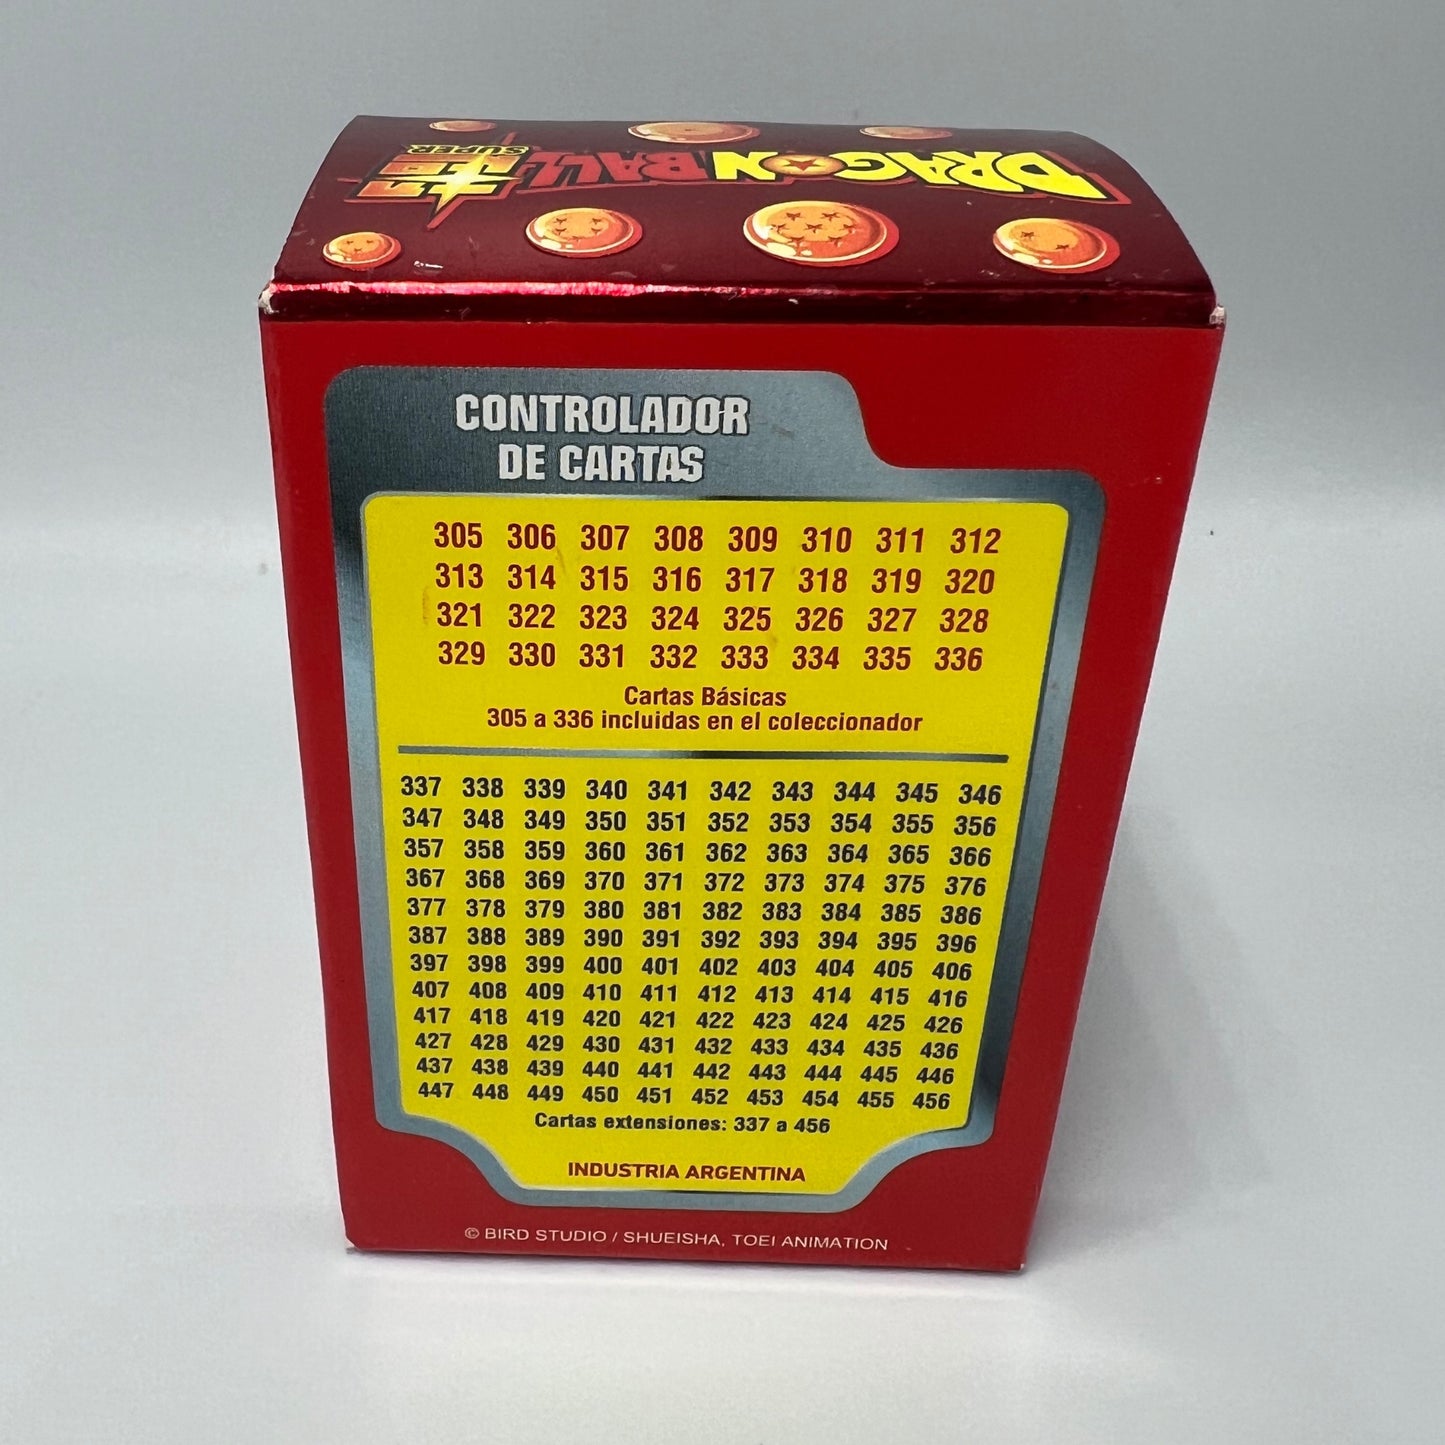 DRAGON BALL
超
SUPER
CONTROLADOR
DE CARTAS
305 306 307 308 309 310 311 312
313 314 315 316 317 318 319 320
321 322 323 324 325 326 327 328
329 330 331 332 333 334 335 336
Cartas Básicas
305 a 336 incluidas en el coleccionador
337 338 339 340 341 342 343 344 345 346
347 348 349 350 351 352 353 354 355 356
357 358 359 360 361 362 363 364 365 366
367 368 369 370 371 372 373 374 375 376
377 378 379 380 381 382 383 384 385 386
387 388 389 390 391 392 393 394 395 396
397 398 399 400 401 402 403 404 405 406
407 408 409 410 411 412 413 414 415 416
417 418 419 420 421 422 423 424 425 426
427 428 429 430 431 432 433 434 435 436
437 438 439 440 441 442 443 444 445 446
447 448 449 450 451 452 453 454 455 456
Cartas extensiones: 337 a 456
INDUSTRIA ARGENTINA
© BIRD STUDIO / SHUEISHA, TOEI ANIMATION